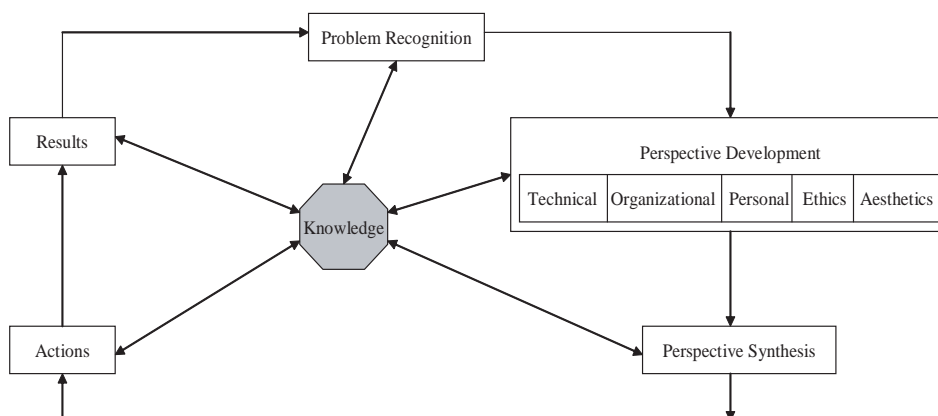 Problem Recognition
Results
Perspective Development
Technical Organizational Personal Ethics Aesthetics
Knowledge
Actions
Perspective Synthesis